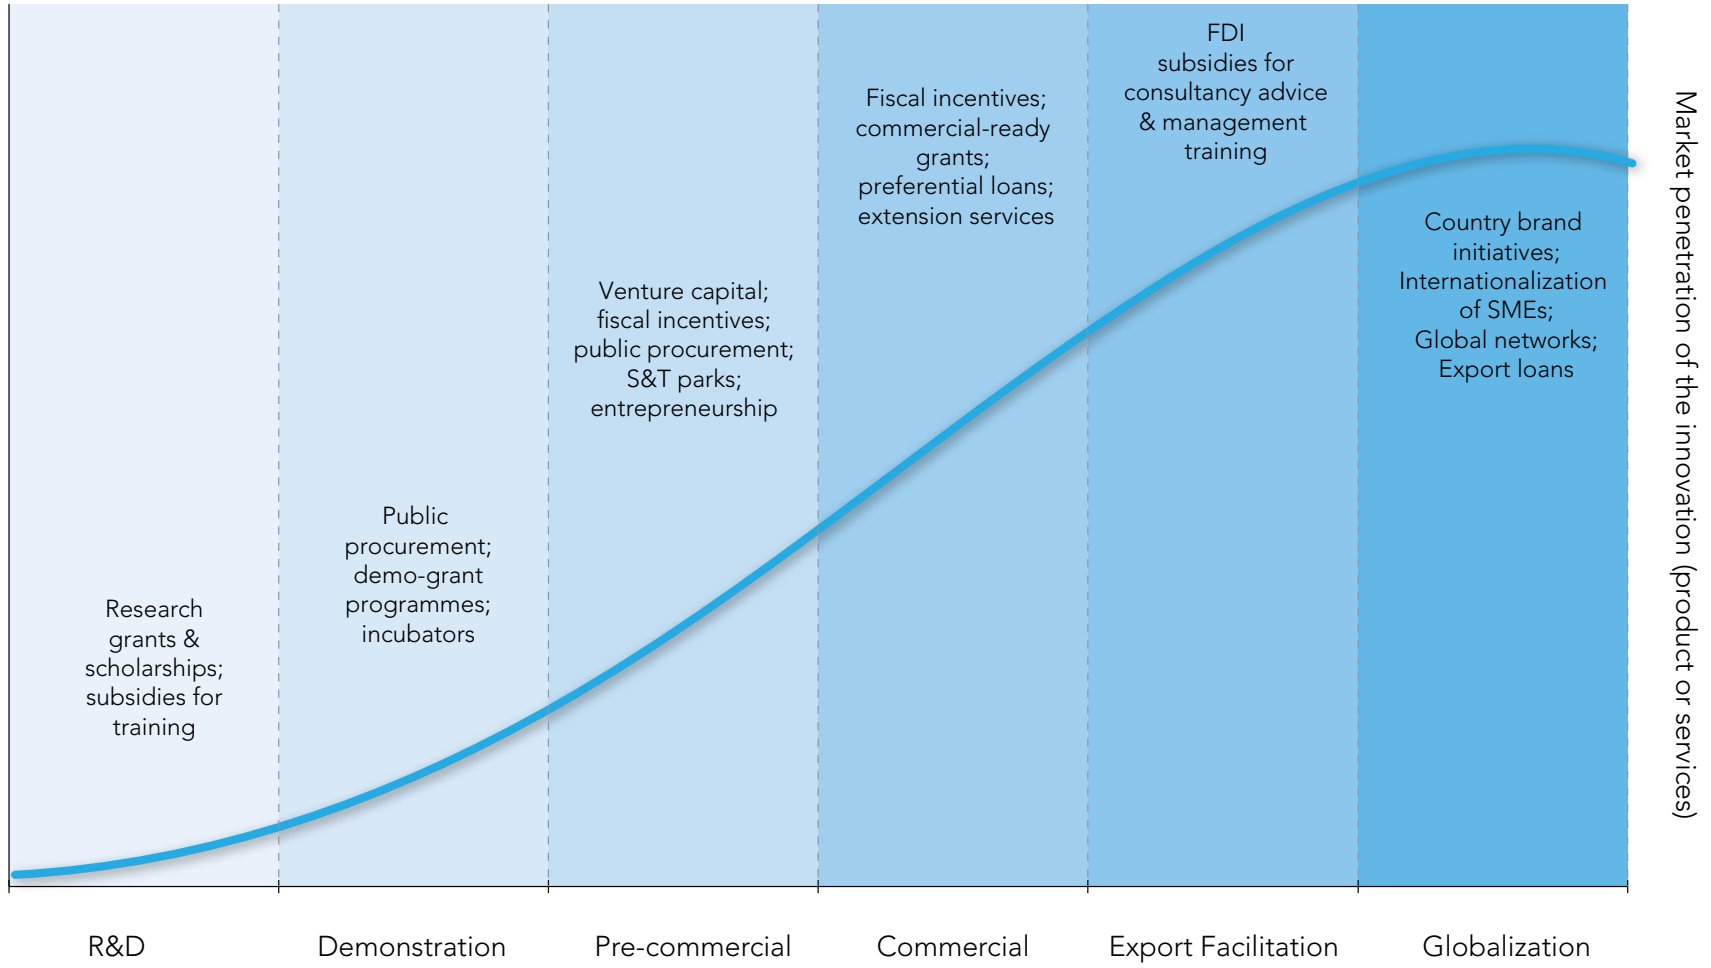 Research
grants &
scholarships;
subsidies for
training
Public
procurement;
demo-grant
programmes;
incubators
Venture capital;
fiscal incentives;
public procurement;
S&T parks;
entrepreneurship
Fiscal incentives;
commercial-ready
grants;
preferential loans;
extension services
FDI
subsidies for
consultancy advice
& management
training
Country brand
initiatives;
Internationalization
of SMEs;
Global networks;
Export loans
Market penetration of the innovation (product or services)
R&D
Demonstration
Pre-commercial
Commercial
Export Facilitation
Globalization